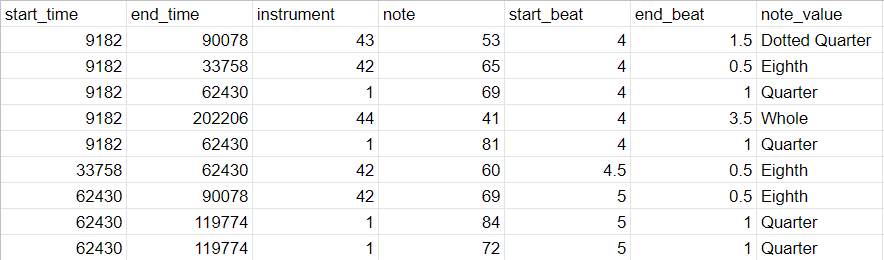 start_time end_time instrument note start_beat end_beat note_value
9182 90078 43 53 4 1.5 Dotted Quarter
9182 33758 42 65 4 0.5 Eighth
9182 62430 1 69 4 1 Quarter
9182 202206 44 41 4 3.5 Whole
9182 62430 1 81 4 1 Quarter
33758 62430 42 60 4.5 0.5 Eighth
62430 90078 42 69 5 0.5 Eighth
62430 119774 1 84 5 1 Quarter
62430 119774 1 72 5 1 Quarter